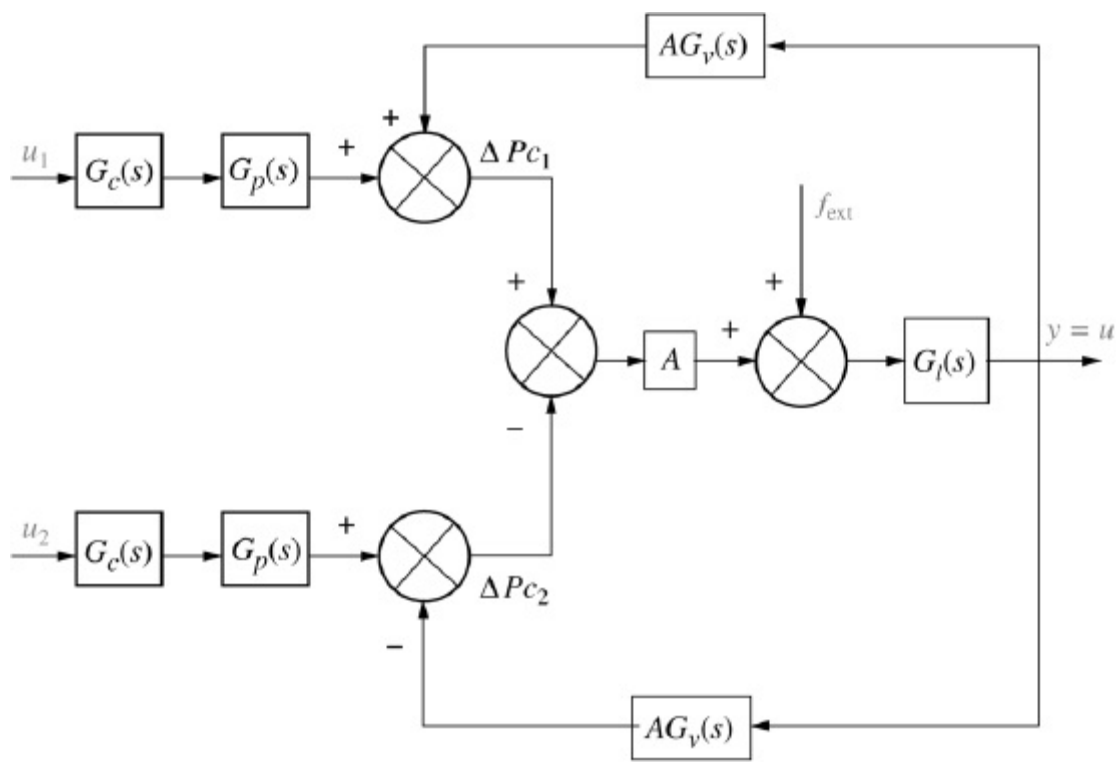 AG_v(s)
+
u_1
G_c(s)
G_p(s)
+
ΔPc_1
f_ext
+
+
A
+
G_l(s)
y = u
−
u_2
G_c(s)
G_p(s)
+
ΔPc_2
−
AG_v(s)